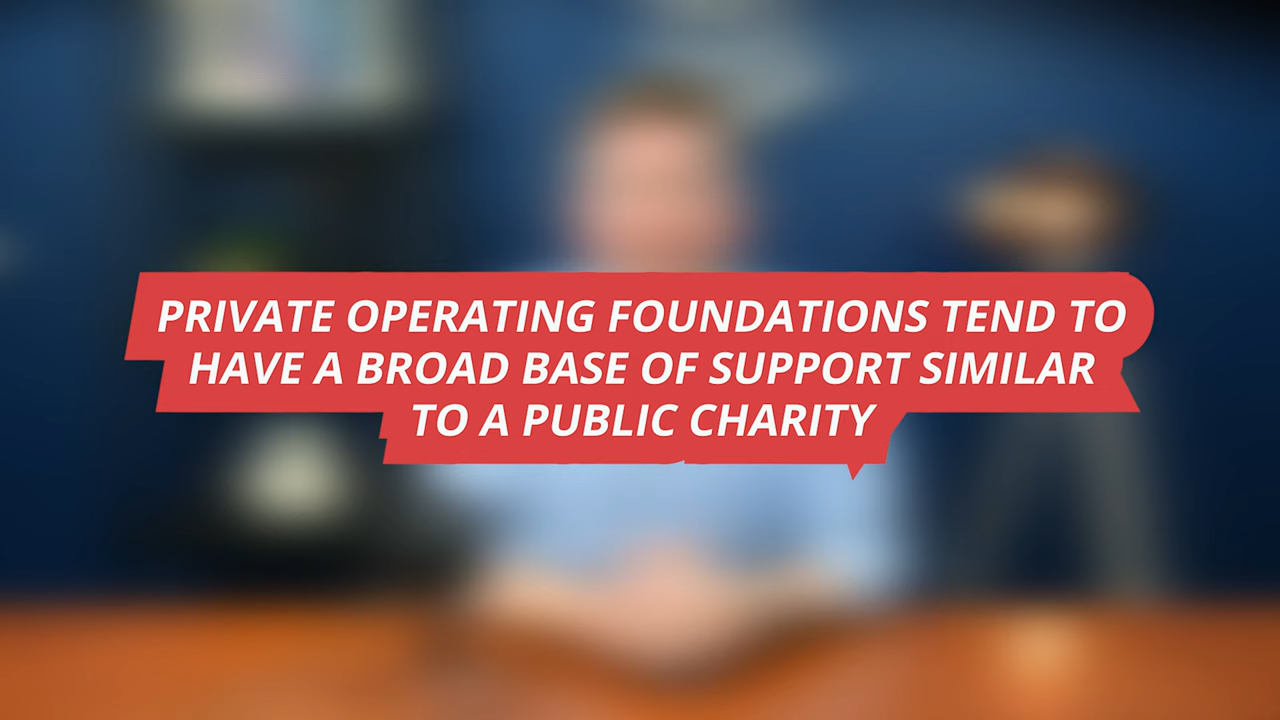 PRIVATE OPERATING FOUNDATIONS TEND TO
HAVE A BROAD BASE OF SUPPORT SIMILAR
TO A PUBLIC CHARITY